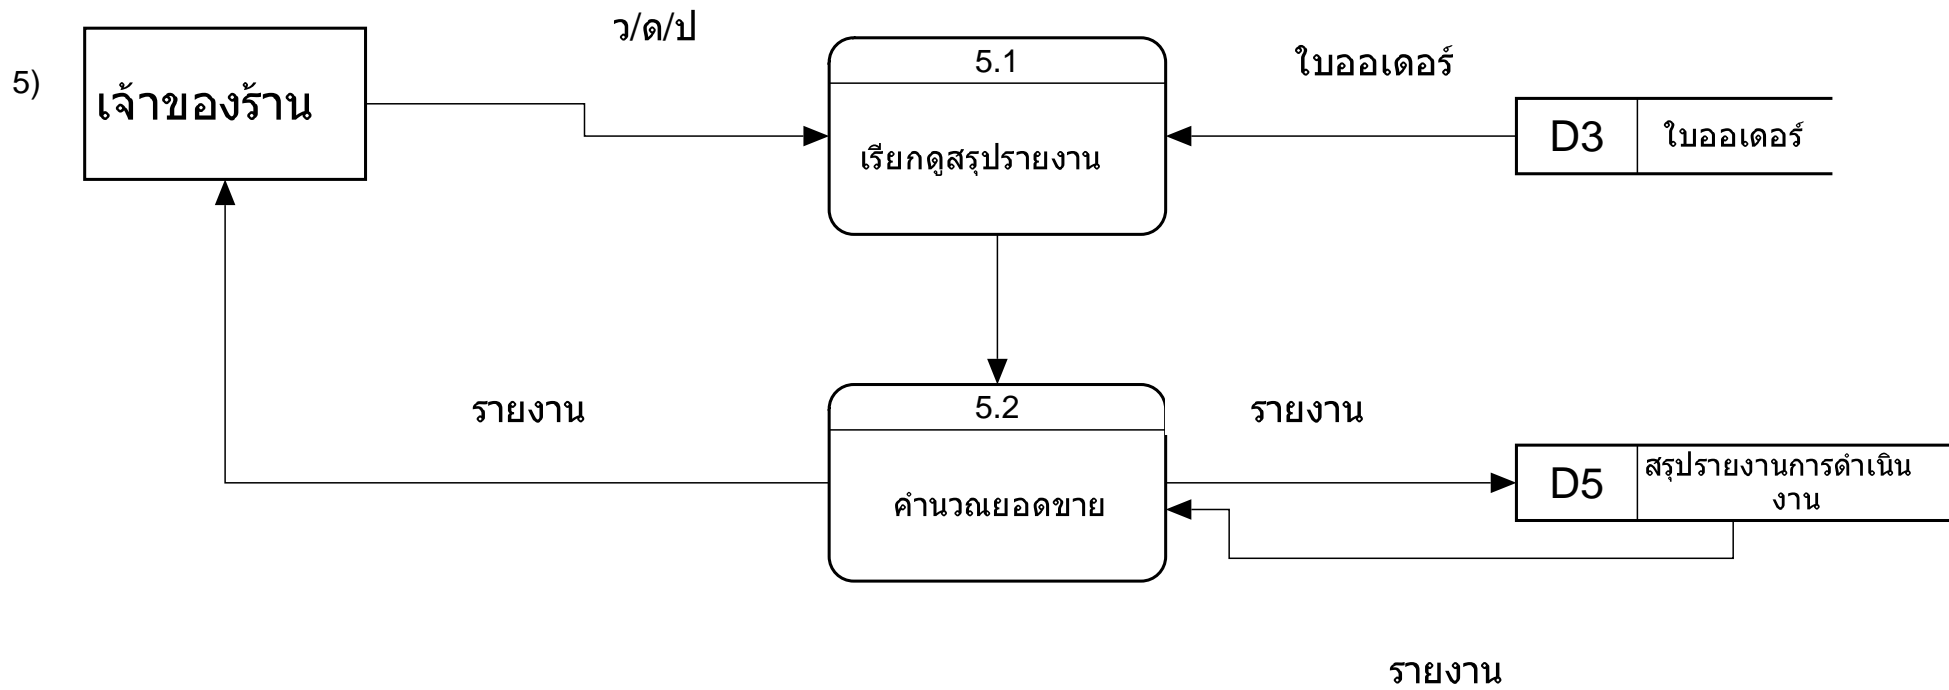 ว/ด/ป
5)
เจ้าของร้าน
5.1
เรียกดูสรุปรายงาน
ใบออเดอร์
D3
ใบออเดอร์
รายงาน
5.2
คำนวณยอดขาย
รายงาน
D5
สรุปรายงานการดำเนิน
งาน
รายงาน